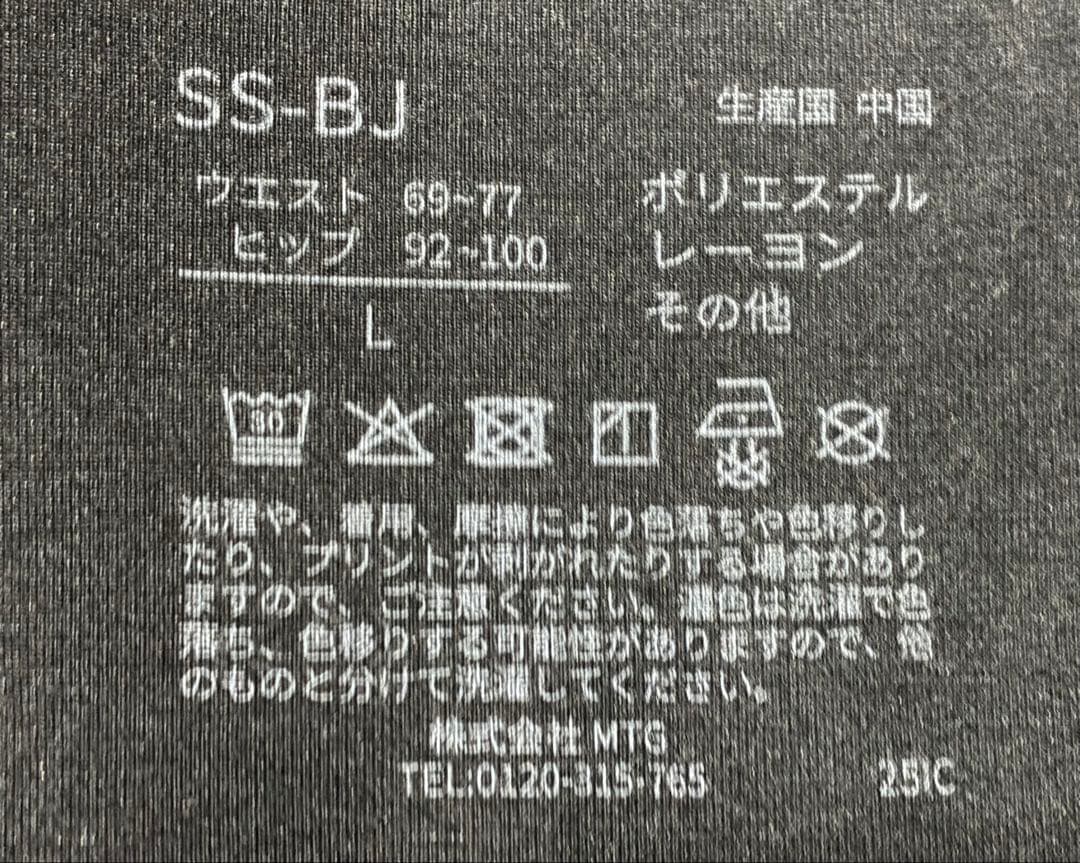 SS-BJ
生産国 中国
ウエスト 69~77
ヒップ 92~100
L
ポリエステル
レーヨン
その他
30
洗濯や、着用、摩擦により色落ちや色移りし
たり、プリントが剥がれたりする場合があり
ますので、ご注意ください。濃色は洗濯で色
落ち、色移りする可能性がありますので、他
のものと分けて洗濯してください。
株式会社 MTG
TEL:0120-315-765
25IC